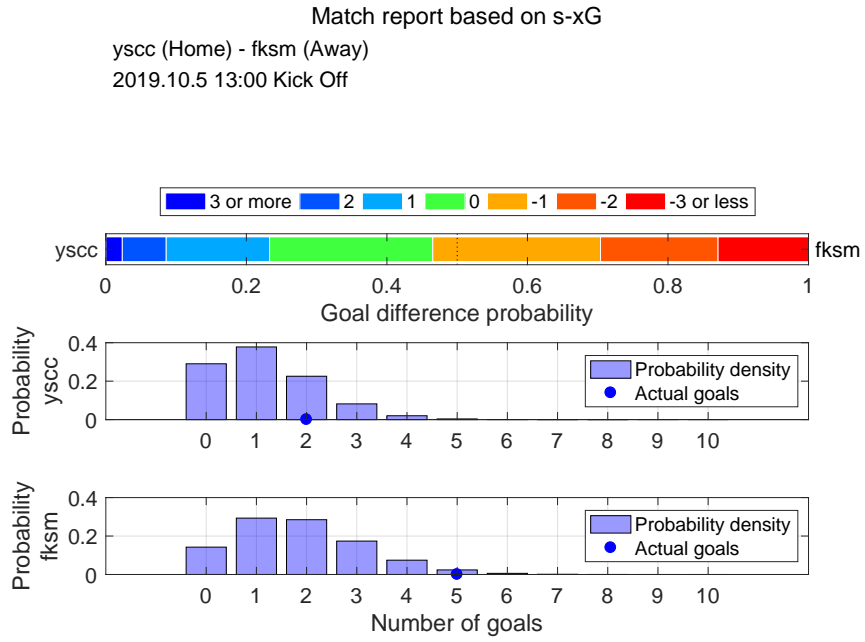 Match report based on s-xG
yscc (Home) - fksm (Away)
2019.10.5 13:00 Kick Off
3 or more 2 1 0 -1 -2 -3 or less
yscc fksm
0 0.2 0.4 0.6 0.8 1
Goal difference probability
Probability
yscc
0.4
0.2
0
Probability density
Actual goals
0 1 2 3 4 5 6 7 8 9 10
Probability
fksm
0.4
0.2
0
Probability density
Actual goals
0 1 2 3 4 5 6 7 8 9 10
Number of goals